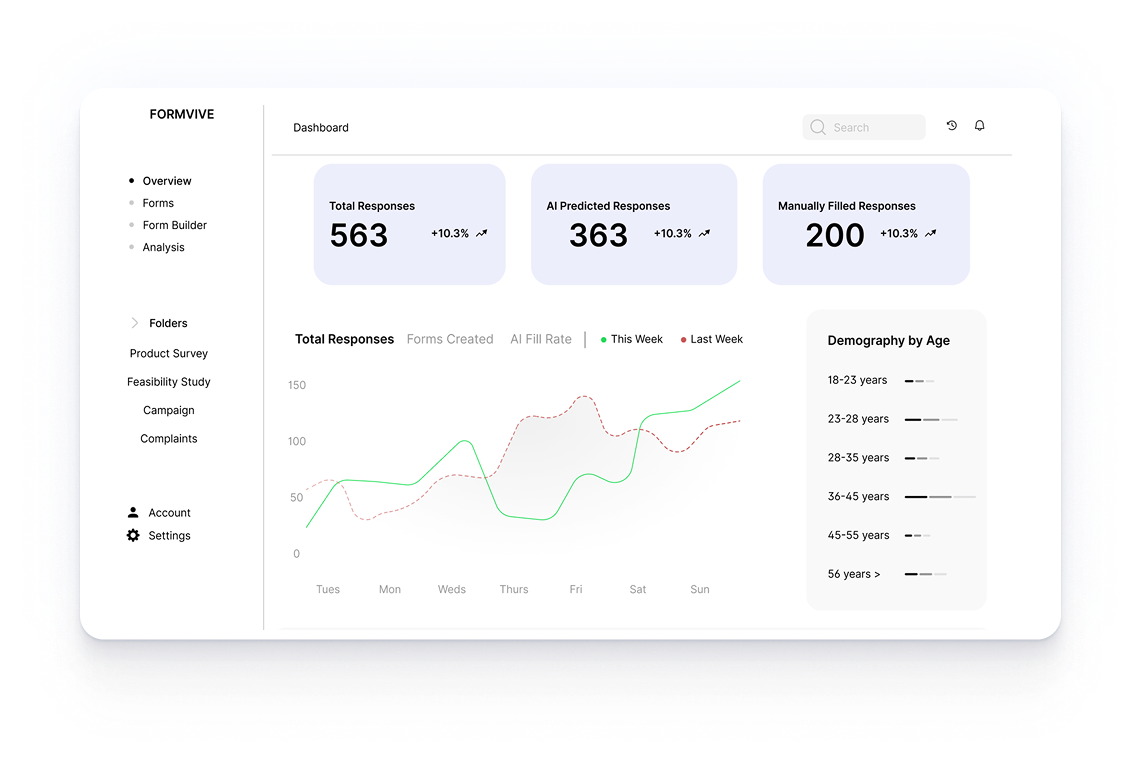 FORMVIVE
Overview
Forms
Form Builder
Analysis
Folders
Product Survey
Feasibility Study
Campaign
Complaints
Account
Settings
Dashboard
Search
Total Responses
563
+10.3%
AI Predicted Responses
363
+10.3%
Manually Filled Responses
200
+10.3%
Total Responses Forms Created AI Fill Rate This Week Last Week
150
100
50
0
Tues Mon Weds Thurs Fri Sat Sun
Demography by Age
18-23 years
23-28 years
28-35 years
36-45 years
45-55 years
56 years >